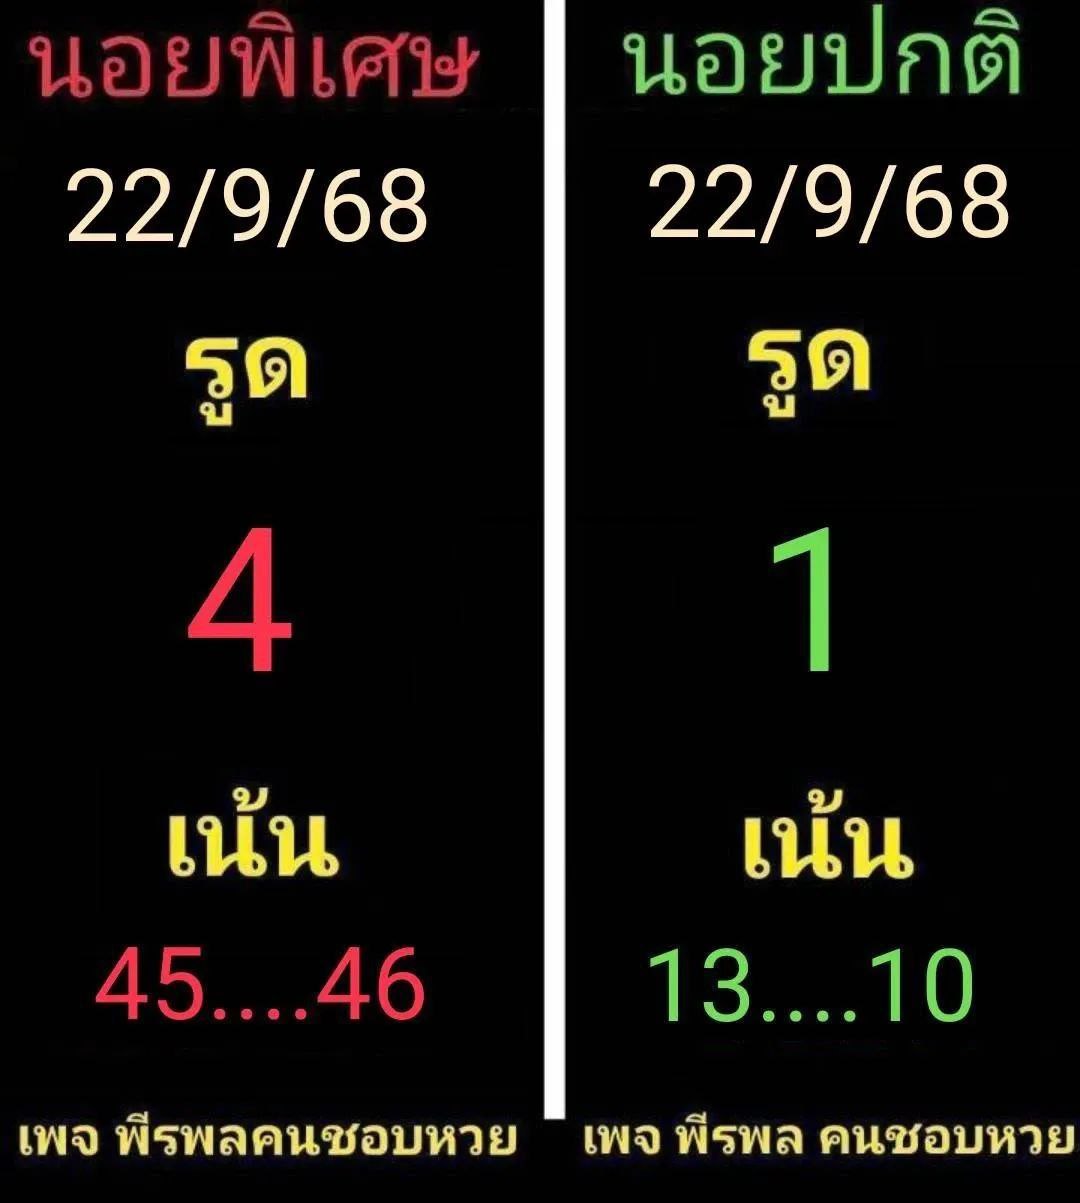 นอยพิเศษ
22/9/68
รูด
4
เน้น
45....46
เพจ พีรพลคนชอบหวย
นอยปกติ
22/9/68
รูด
1
เน้น
13....10
เพจ พีรพล คนชอบหวย